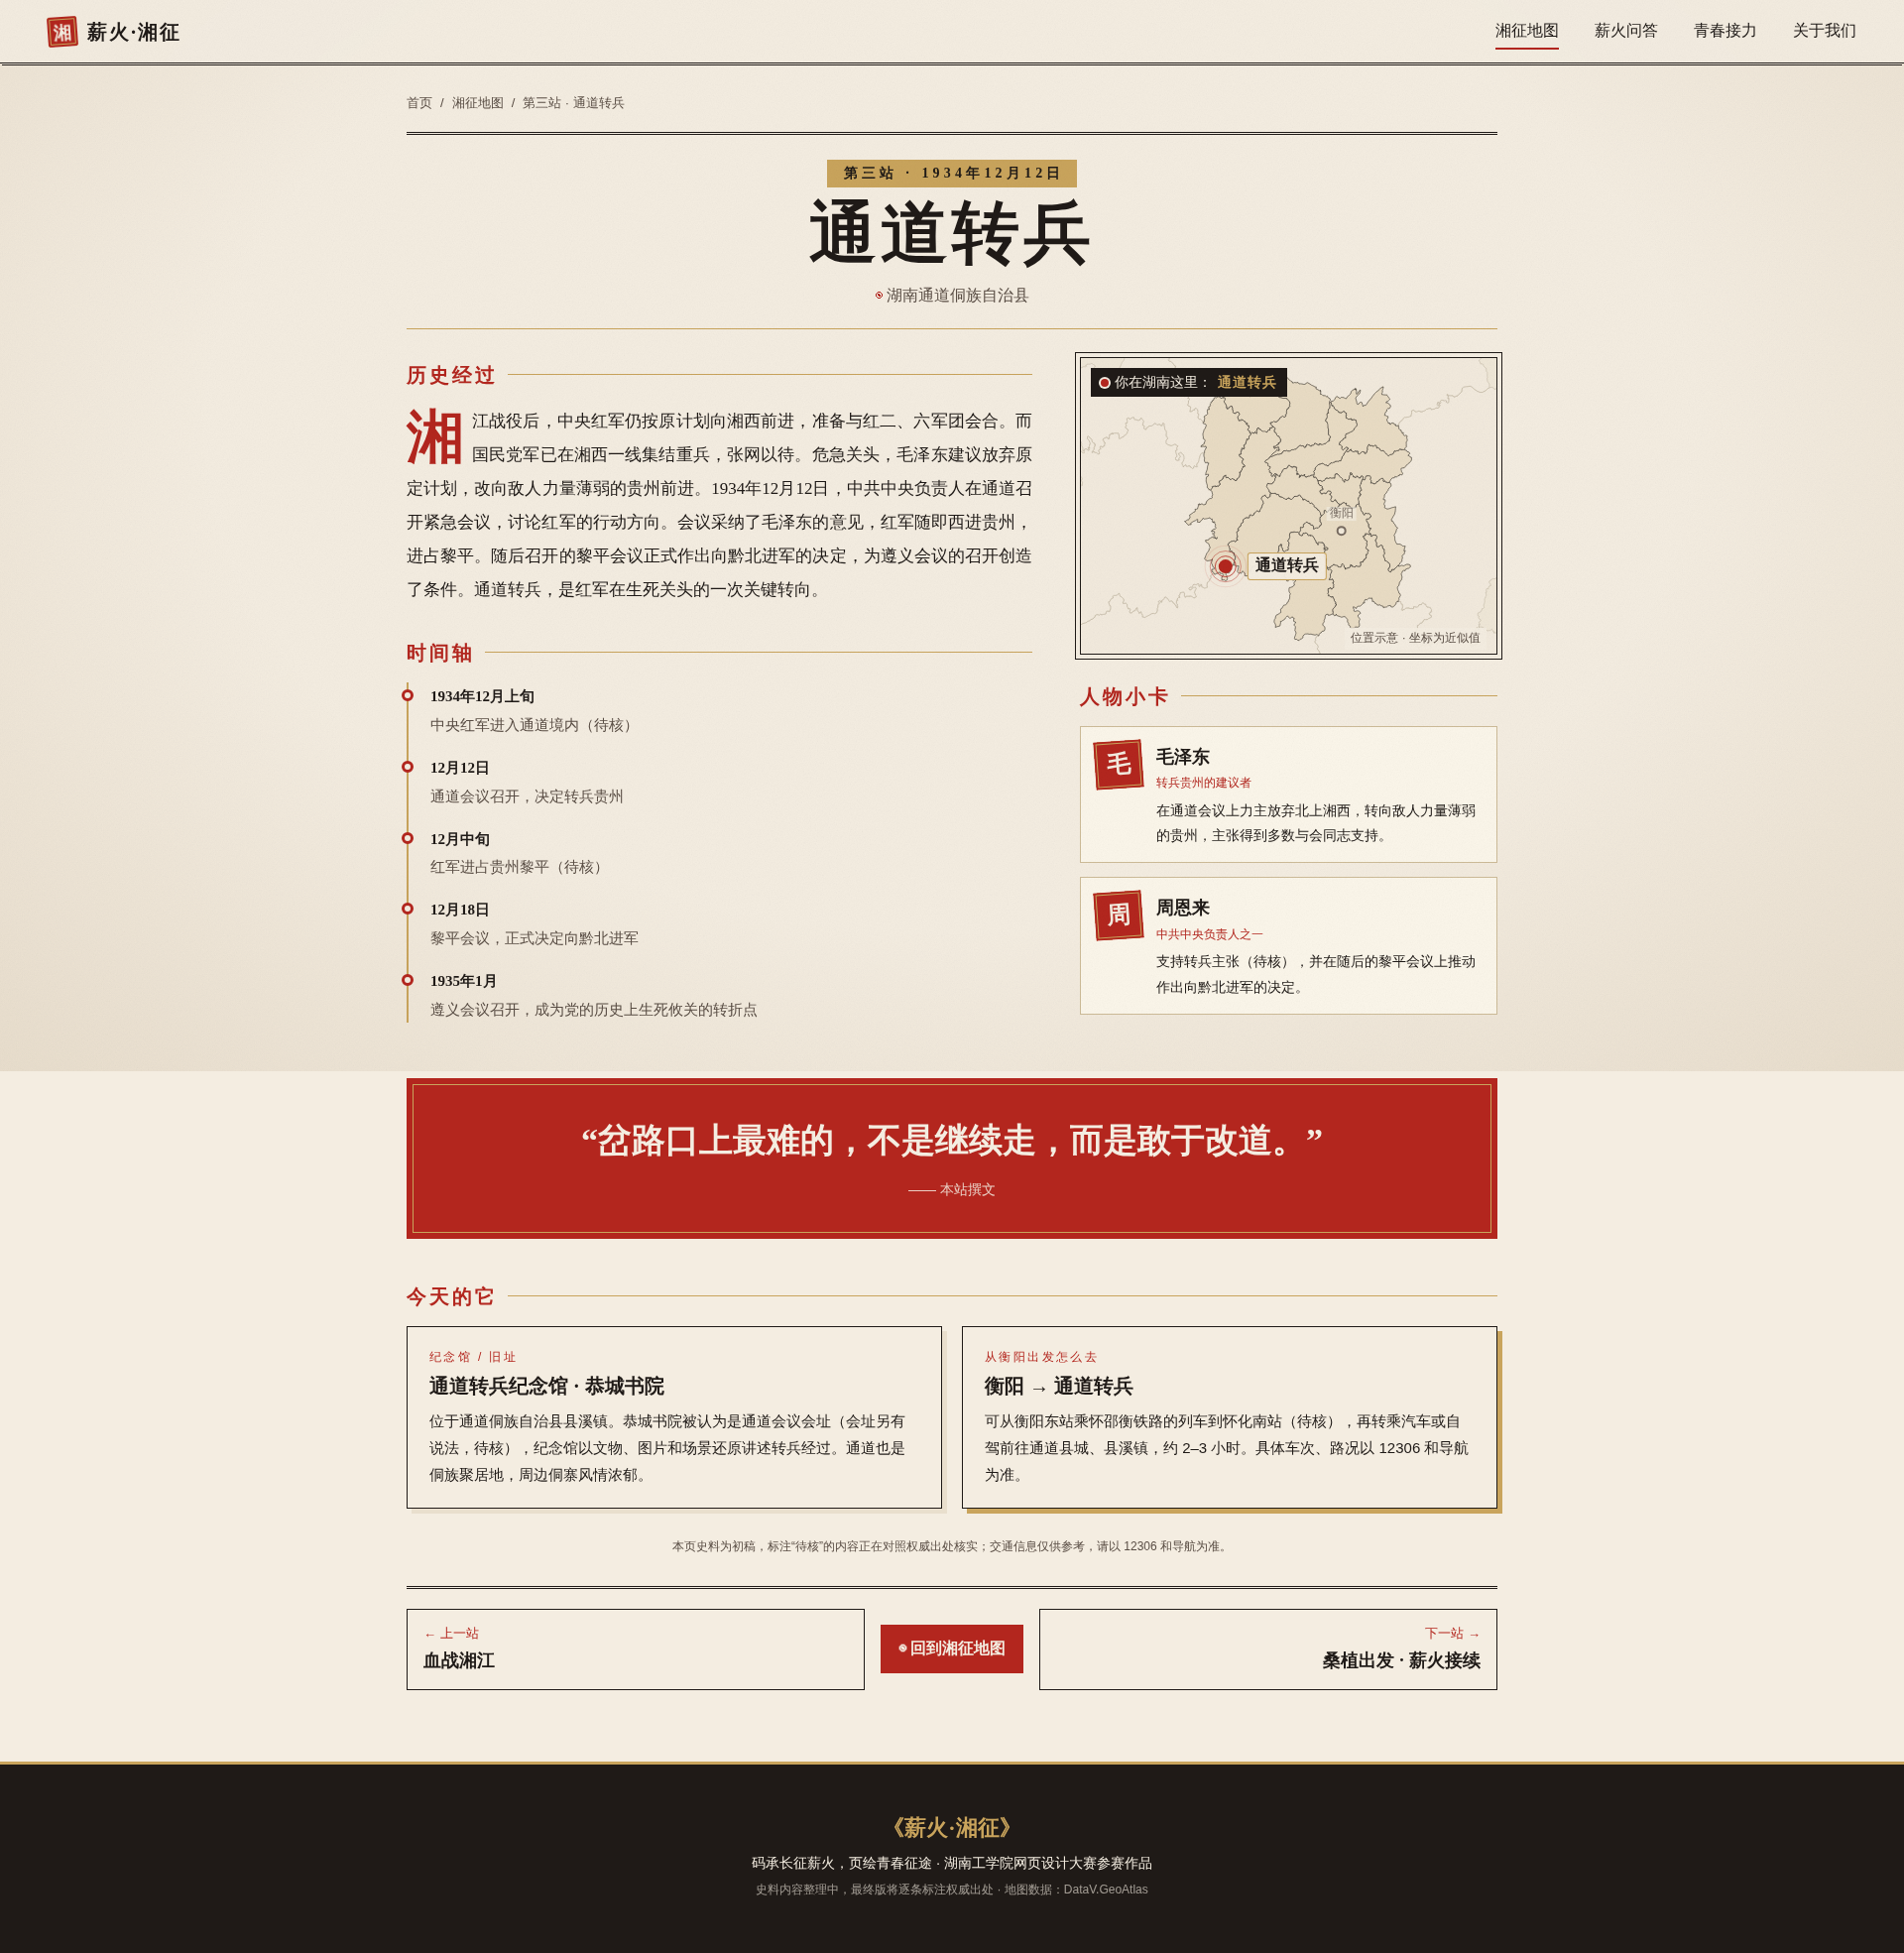 湘 薪火·湘征
湘征地图 薪火问答 青春接力 关于我们
首页 / 湘征地图 / 第三站 · 通道转兵
第三站 · 1934年12月12日
通道转兵
湖南通道侗族自治县
历史经过
湘江战役后，中央红军仍按原计划向湘西前进，准备与红二、六军团会合。而
国民党军已在湘西一线集结重兵，张网以待。危急关头，毛泽东建议放弃原
定计划，改向敌人力量薄弱的贵州前进。1934年12月12日，中共中央负责人在通道召
开紧急会议，讨论红军的行动方向。会议采纳了毛泽东的意见，红军随即西进贵州，
进占黎平。随后召开的黎平会议正式作出向黔北进军的决定，为遵义会议的召开创造
了条件。通道转兵，是红军在生死关头的一次关键转向。
时间轴
1934年12月上旬
中央红军进入通道境内（待核）
12月12日
通道会议召开，决定转兵贵州
12月中旬
红军进占贵州黎平（待核）
12月18日
黎平会议，正式决定向黔北进军
1935年1月
遵义会议召开，成为党的历史上生死攸关的转折点
你在湖南这里： 通道转兵
衡阳
通道转兵
位置示意 · 坐标为近似值
人物小卡
毛
毛泽东
转兵贵州的建议者
在通道会议上力主放弃北上湘西，转向敌人力量薄弱
的贵州，主张得到多数与会同志支持。
周
周恩来
中共中央负责人之一
支持转兵主张（待核），并在随后的黎平会议上推动
作出向黔北进军的决定。
“岔路口上最难的，不是继续走，而是敢于改道。”
—— 本站撰文
今天的它
纪念馆 / 旧址
通道转兵纪念馆 · 恭城书院
位于通道侗族自治县县溪镇。恭城书院被认为是通道会议会址（会址另有
说法，待核），纪念馆以文物、图片和场景还原讲述转兵经过。通道也是
侗族聚居地，周边侗寨风情浓郁。
从衡阳出发怎么去
衡阳 → 通道转兵
可从衡阳东站乘怀邵衡铁路的列车到怀化南站（待核），再转乘汽车或自
驾前往通道县城、县溪镇，约 2–3 小时。具体车次、路况以 12306 和导航
为准。
本页史料为初稿，标注“待核”的内容正在对照权威出处核实；交通信息仅供参考，请以 12306 和导航为准。
← 上一站
血战湘江
回到湘征地图
下一站 →
桑植出发 · 薪火接续
《薪火·湘征》
码承长征薪火，页绘青春征途 · 湖南工学院网页设计大赛参赛作品
史料内容整理中，最终版将逐条标注权威出处 · 地图数据：DataV.GeoAtlas